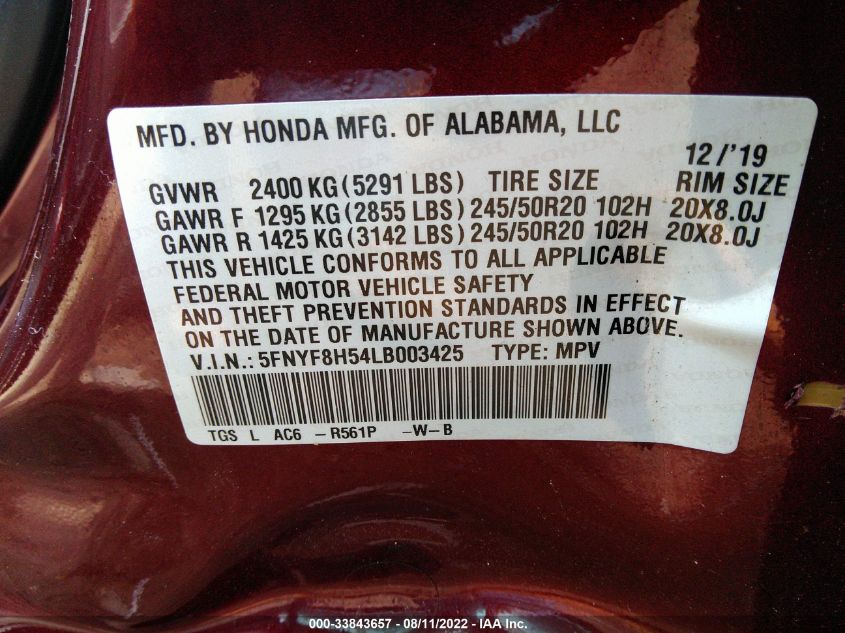 MFD. BY HONDA MFG. OF ALABAMA, LLC
12/'19
GVWR 2400 KG (5291 LBS) TIRE SIZE RIM SIZE
GAWR F 1295 KG (2855 LBS) 245/50R20 102H 20X8.0J
GAWR R 1425 KG (3142 LBS) 245/50R20 102H 20X8.0J
THIS VEHICLE CONFORMS TO ALL APPLICABLE
FEDERAL MOTOR VEHICLE SAFETY
AND THEFT PREVENTION STANDARDS IN EFFECT
ON THE DATE OF MANUFACTURE SHOWN ABOVE.
V.I.N.: 5FNYF8H54LB003425 TYPE: MPV
TGS L AC6 -R561P -W-B
000-33843657 - 08/11/2022 - IAA Inc.